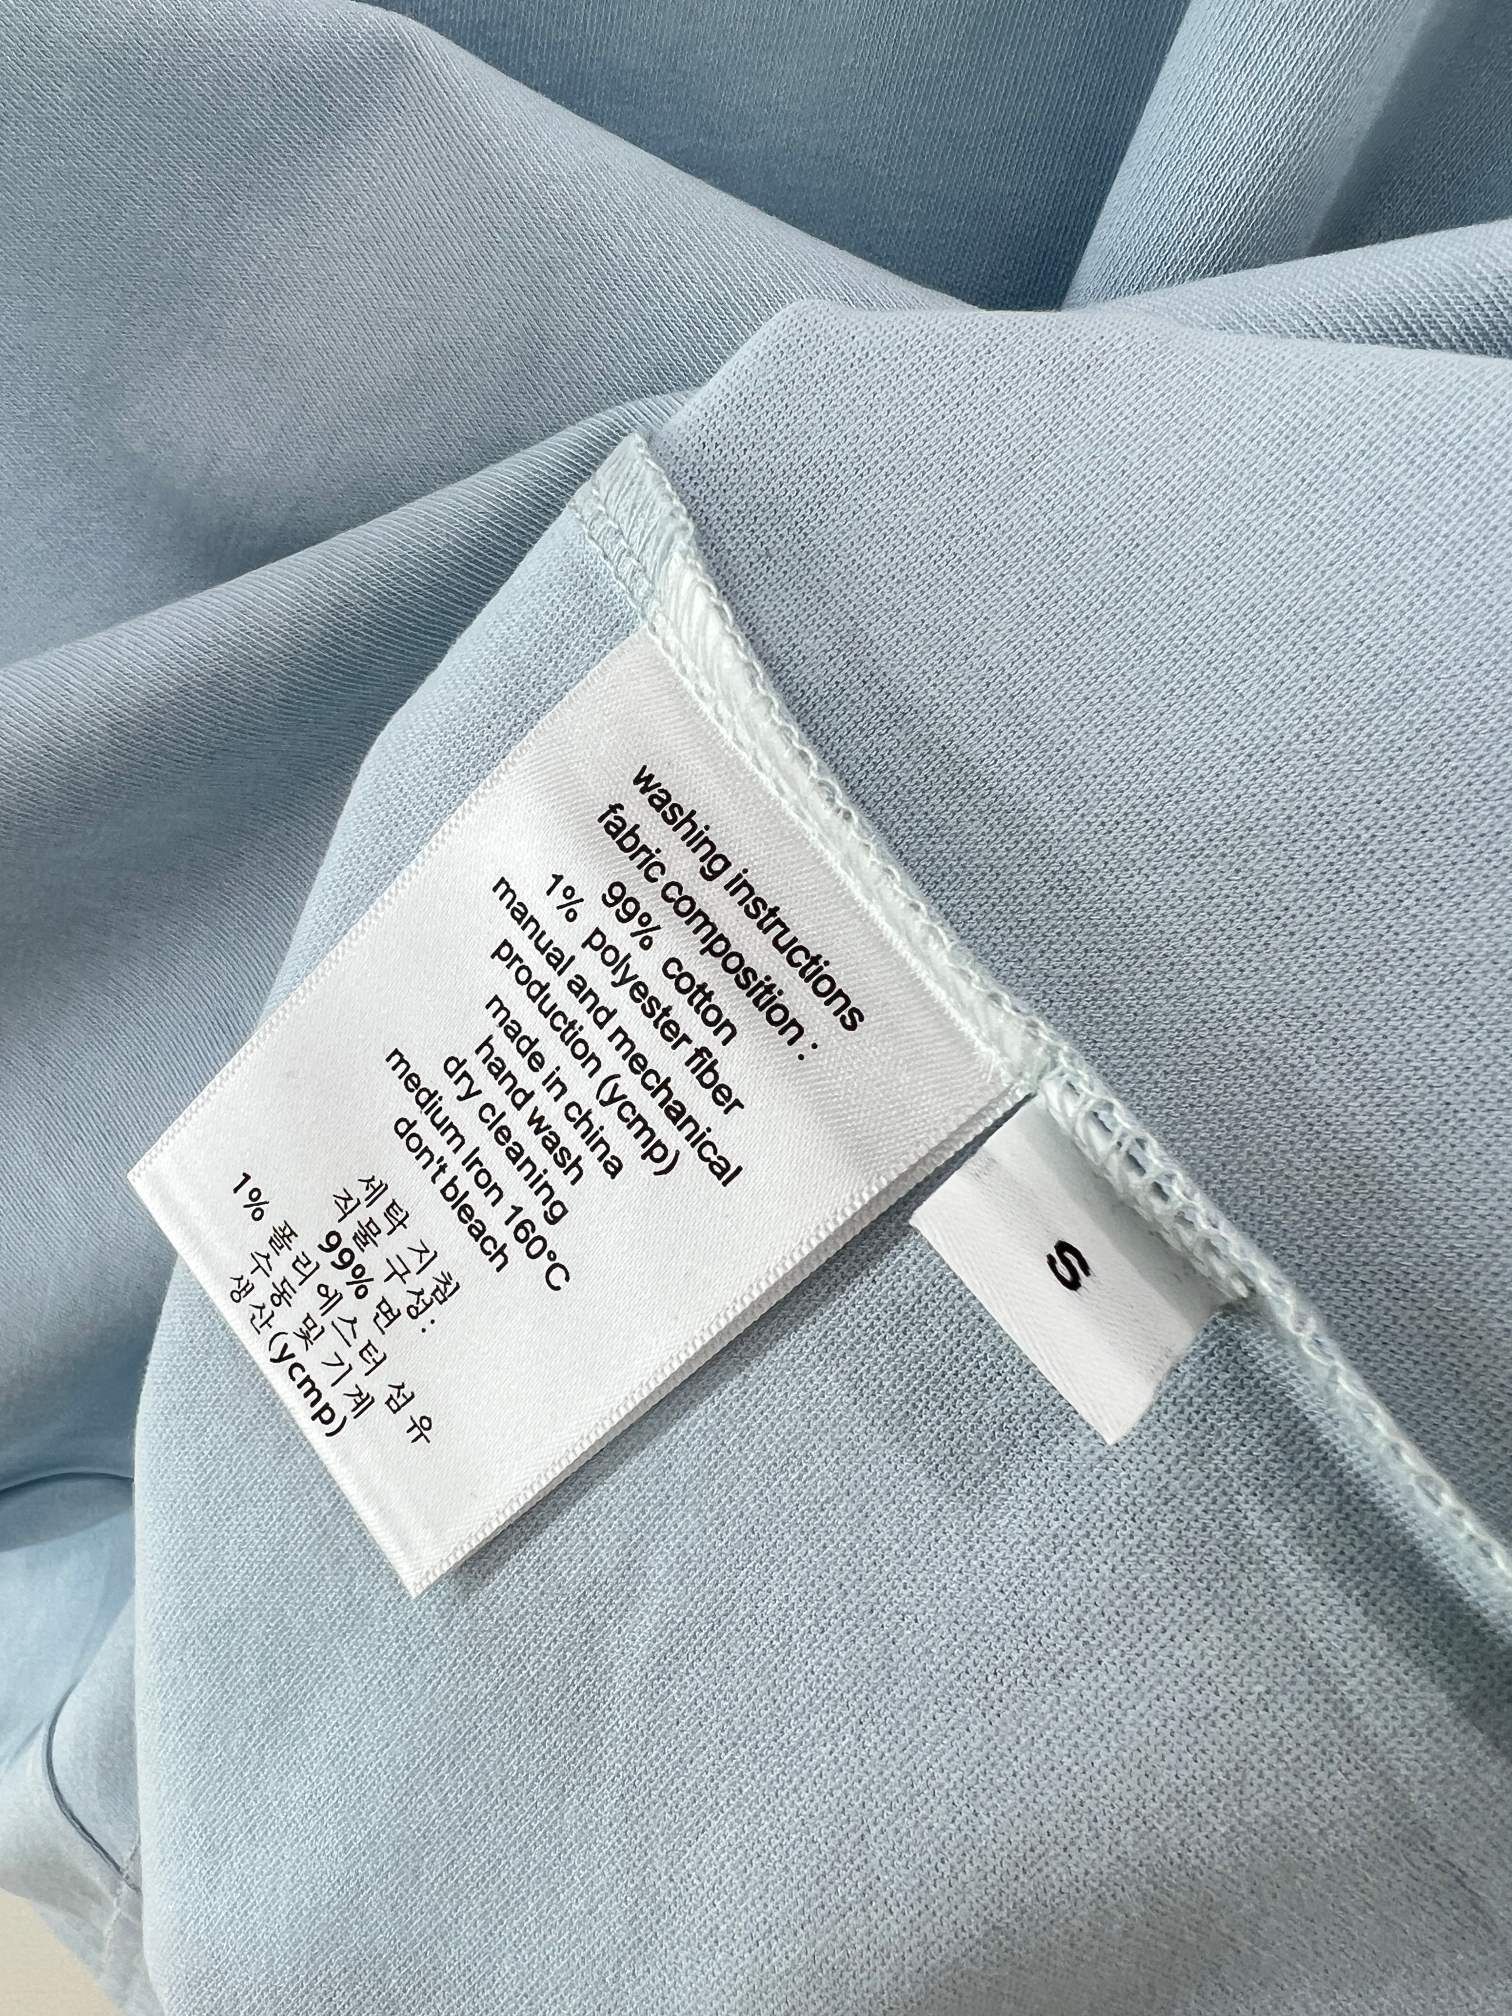 washing instructions
fabric composition :
99% cotton
1% polyester fiber
manual and mechanical
production (ycmp)
made in china
hand wash
dry cleaning
medium Iron 160°C
don't bleach
세탁 지침
직물 구성:
99% 면
1% 폴리에스터 섬유
수동 및 기계
생산(ycmp)
S